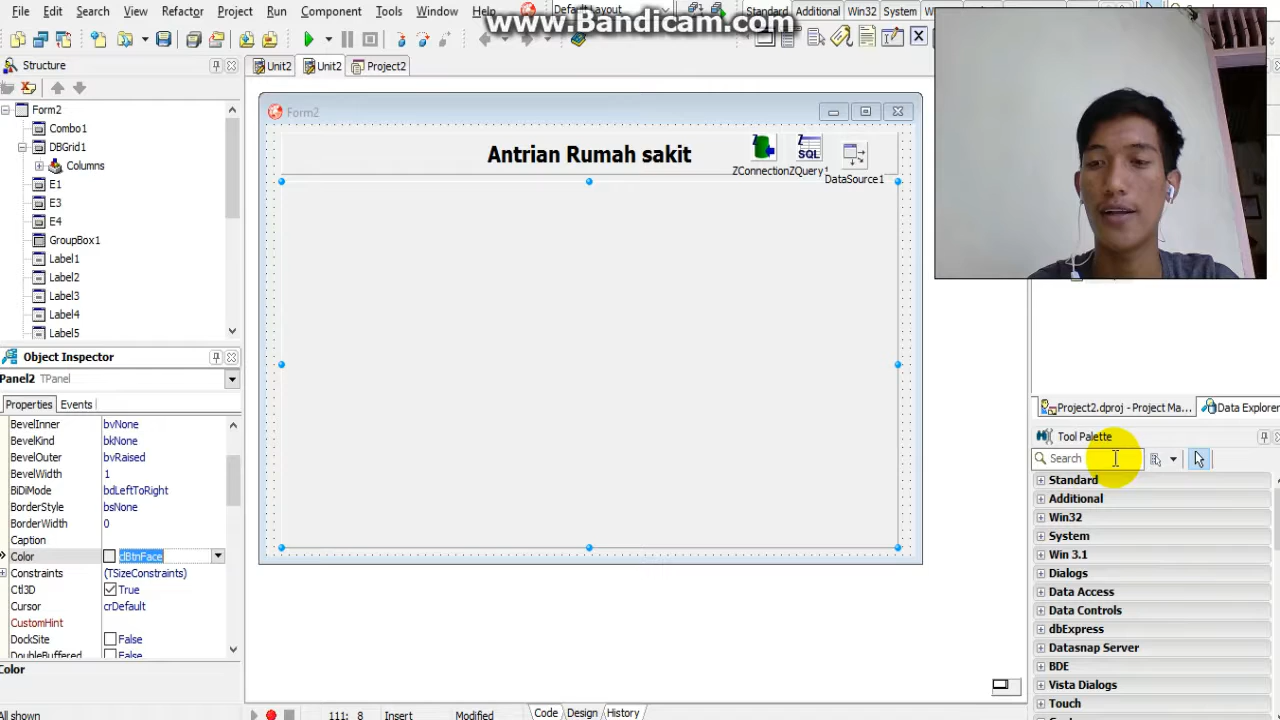 File Edit Search View Refactor Project Run Component Tools Window Help Default Layout Standard Additional Win32 System
www.Bandicam.com
Structure
Unit2 Unit2 Project2
Form2
Combo1
DBGrid1
Columns
E1
E3
E4
GroupBox1
Label1
Label2
Label3
Label4
Label5
Form2
Antrian Rumah sakit
SQL
ZConnection ZQuery1
DataSource1
Object Inspector
Panel2 TPanel
Properties Events
BevelInner bvNone
BevelKind bkNone
BevelOuter bvRaised
BevelWidth 1
BiDiMode bdLeftToRight
BorderStyle bsNone
BorderWidth 0
Caption
Color clBtnFace
Constraints (TSizeConstraints)
Ctl3D True
Cursor crDefault
CustomHint
DockSite False
DoubleBuffered False
Color
All shown
111: 8 Insert Modified Code Design History
Project2.dproj - Project Ma... Data Explorer
Tool Palette
Search
Standard
Additional
Win32
System
Win 3.1
Dialogs
Data Access
Data Controls
dbExpress
Datasnap Server
BDE
Vista Dialogs
Touch